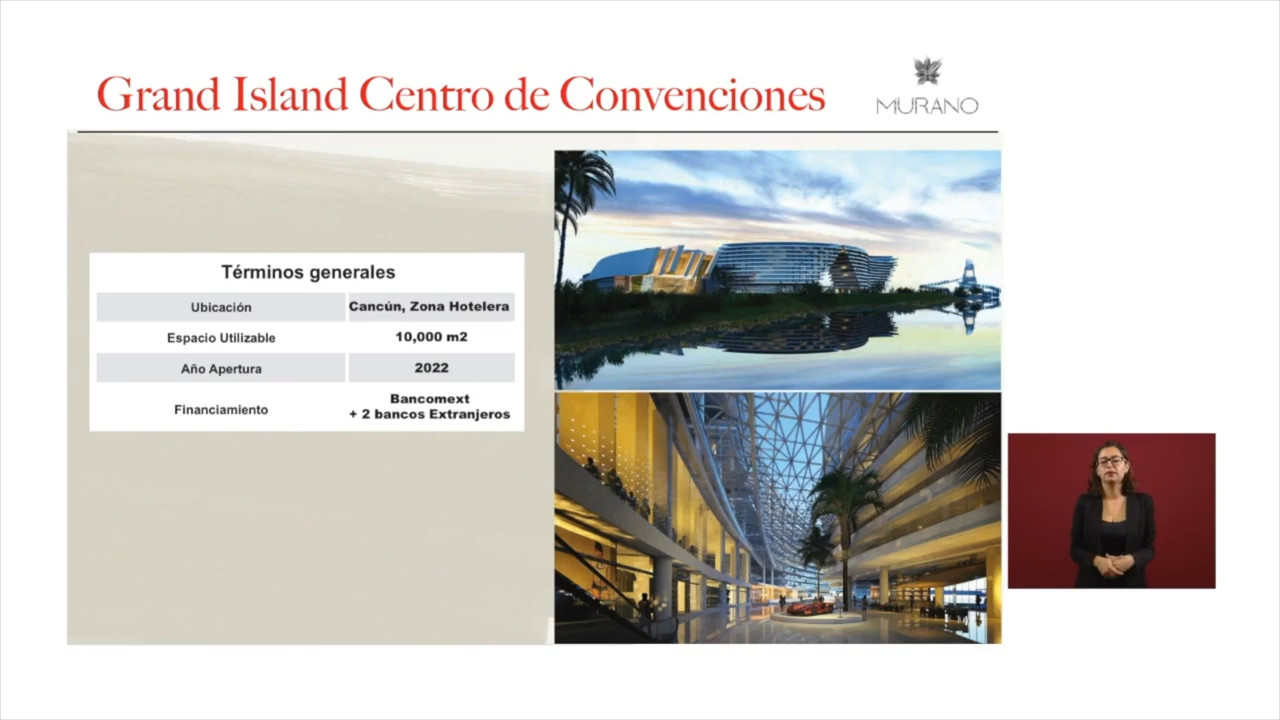 Grand Island Centro de Convenciones
MURANO
Términos generales
Ubicación Cancún, Zona Hotelera
Espacio Utilizable 10,000 m2
Año Apertura 2022
Financiamiento Bancomext
+ 2 bancos Extranjeros